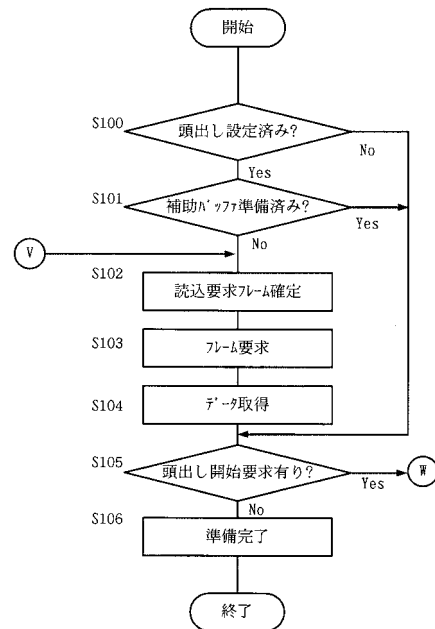 開始
S100
頭出し設定済み?
No
Yes
S101
補助バッファ準備済み?
Yes
No
V
S102
読込要求フレーム確定
S103
フレーム要求
S104
データ取得
S105
頭出し開始要求有り?
W
Yes
No
S106
準備完了
終了